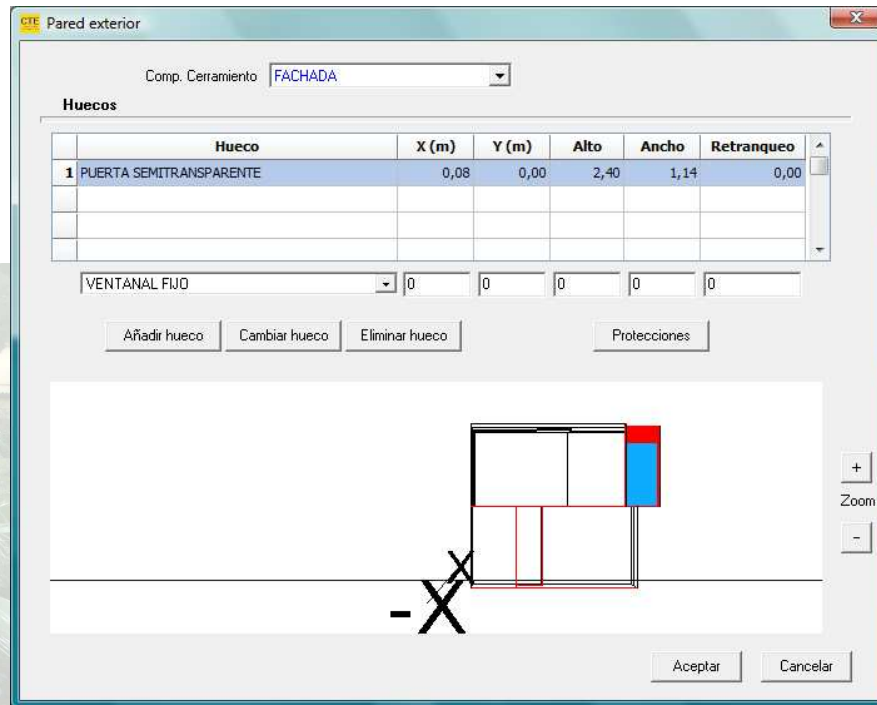 CTE Pared exterior X
Comp. Cerramiento FACHADA
Huecos
Hueco X (m) Y (m) Alto Ancho Retranqueo
1 PUERTA SEMITRANSPARENTE 0,08 0,00 2,40 1,14 0,00
VENTANAL FIJO 0 0 0 0 0
Añadir hueco Cambiar hueco Eliminar hueco Protecciones
+
Zoom
-
X
-X
Aceptar Cancelar